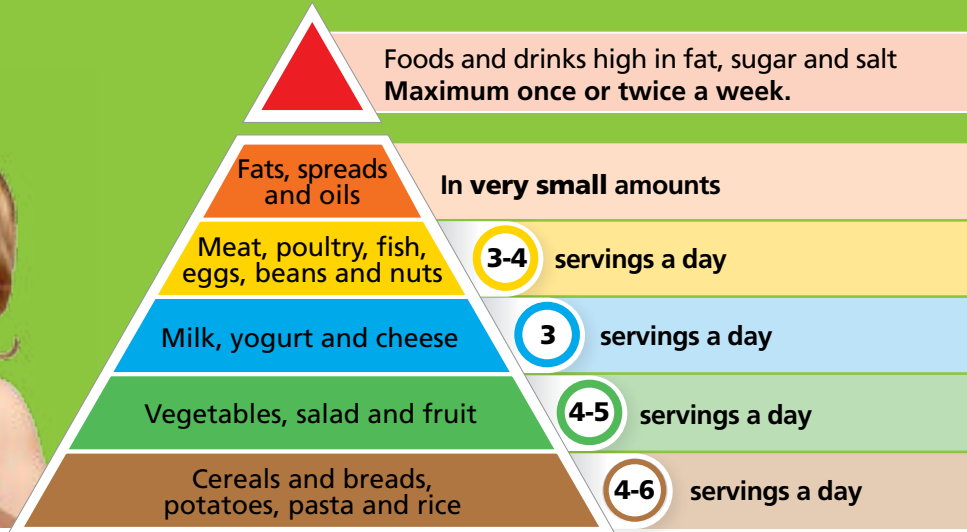 Foods and drinks high in fat, sugar and salt
Maximum once or twice a week.
Fats, spreads
and oils
In very small amounts
Meat, poultry, fish,
eggs, beans and nuts
3-4 servings a day
Milk, yogurt and cheese
3 servings a day
Vegetables, salad and fruit
4-5 servings a day
Cereals and breads,
potatoes, pasta and rice
4-6 servings a day